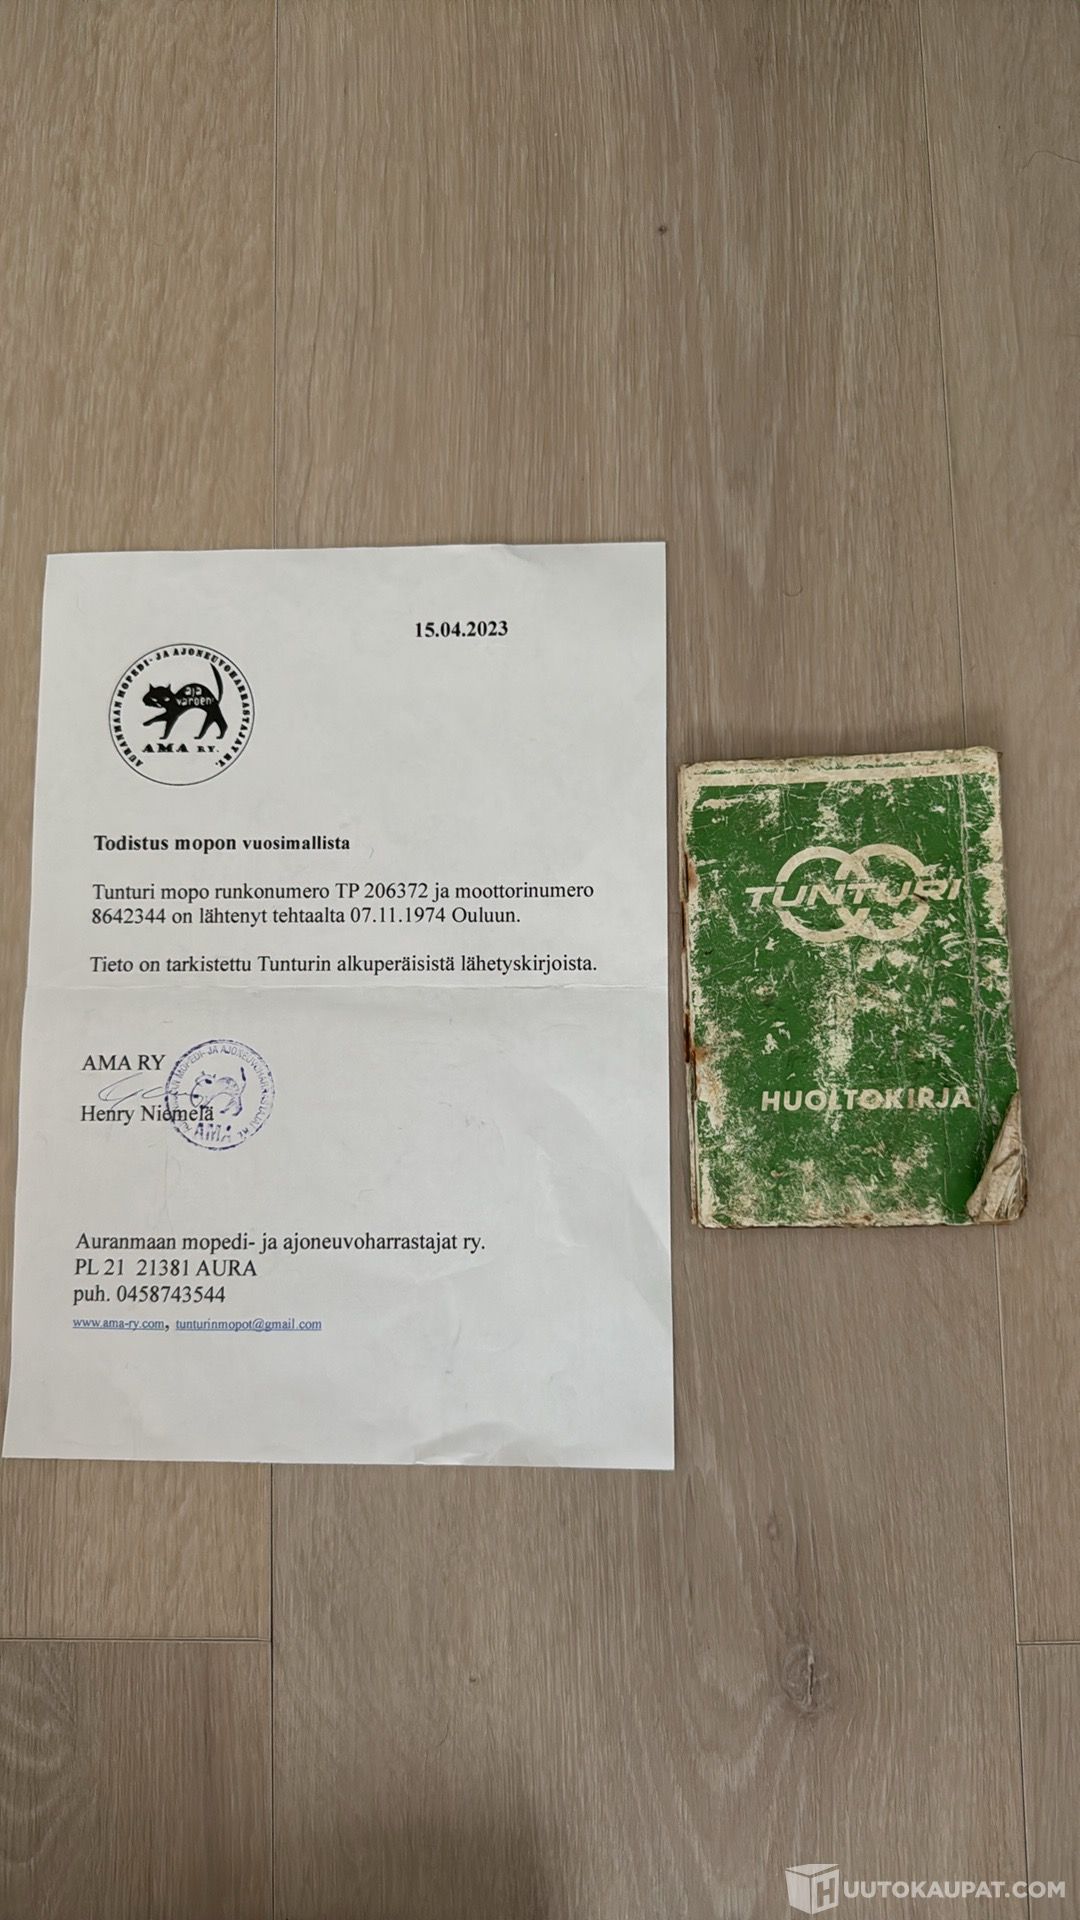 15.04.2023
AURANMAAN MOPEDI- JA AJONEUVOHARRASTAJAT RY.
aja
varoen
AMA RY.
Todistus mopon vuosimallista
Tunturi mopo runkonumero TP 206372 ja moottorinumero
8642344 on lähtenyt tehtaalta 07.11.1974 Ouluun.
Tieto on tarkistettu Tunturin alkuperäisistä lähetyskirjoista.
AMA RY
Henry Niemelä
AMA
Auranmaan mopedi- ja ajoneuvoharrastajat ry.
PL 21 21381 AURA
puh. 0458743544
www.ama-ry.com, tunturinmopot@gmail.com
TUNTURI
HUOLTOKIRJA
HUUTOKAUPAT.COM